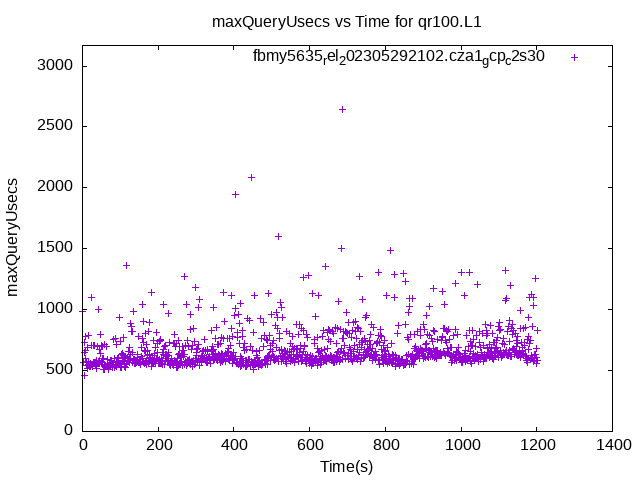 maxQueryUsecs vs Time for qr100.L1
fbmy5635rel202305292102.cza1gcpc2s30
3000
2500
2000
1500
1000
500
0
maxQueryUsecs
0 200 400 600 800 1000 1200 1400
Time(s)